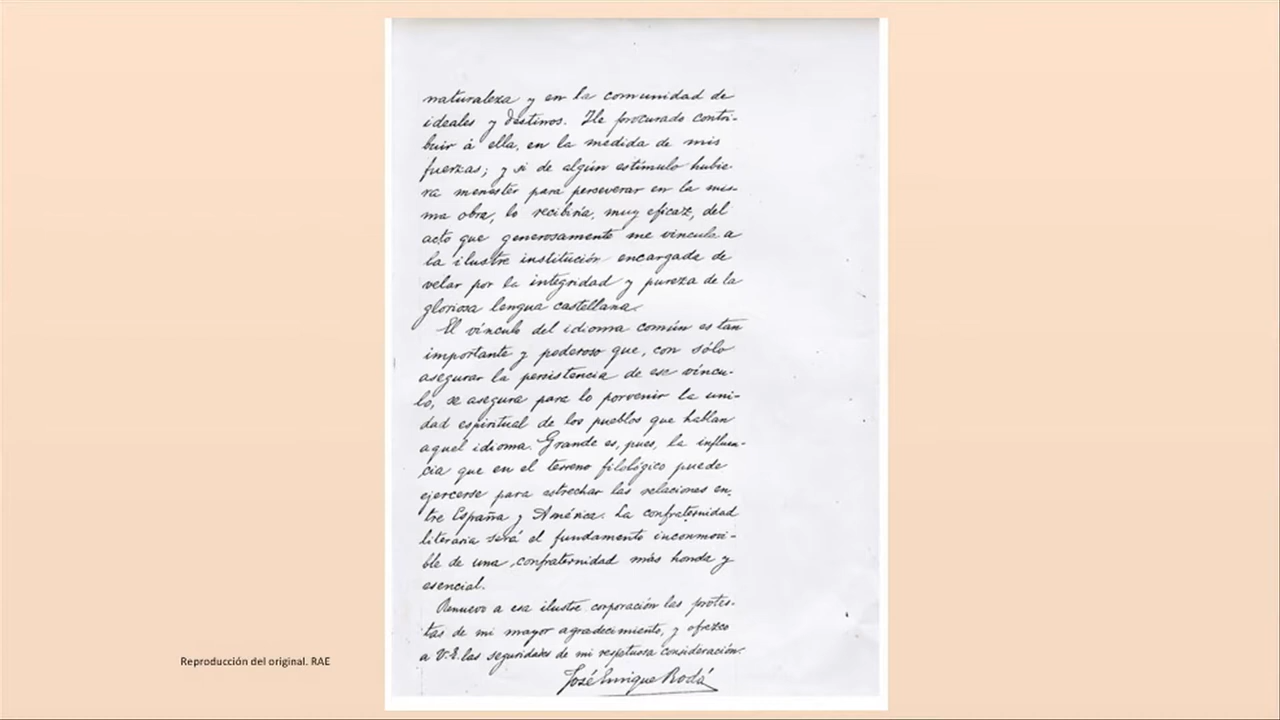 naturaleza y en la comunidad de
ideales y destinos. He procurado contri-
buir á ella, en la medida de mis
fuerzas; y si de algún estímulo hubie-
ra menester para perseverar en la mis-
ma obra, lo recibiría, muy eficaz, del
acto que generosamente me vincula a
la ilustre institución encargada de
velar por la integridad y pureza de la
gloriosa lengua castellana.
El vínculo del idioma común es tan
importante y poderoso que, con sólo
asegurar la persistencia de ese víncu-
lo, se asegura para lo porvenir la uni-
dad espiritual de los pueblos que hablan
aquel idioma. Grande es, pues, la influen-
cia que en el terreno filológico puede
ejercerse para estrechar las relaciones en-
tre España y América. La confraternidad
literaria será el fundamento inconmovi-
ble de una confraternidad más honda y
esencial.
Renuevo a esa ilustre corporación las protes-
tas de mi mayor agradecimiento, y ofrezco
a V.E. las seguridades de mi respetuosa consideración.
José Enrique Rodó
Reproducción del original. RAE